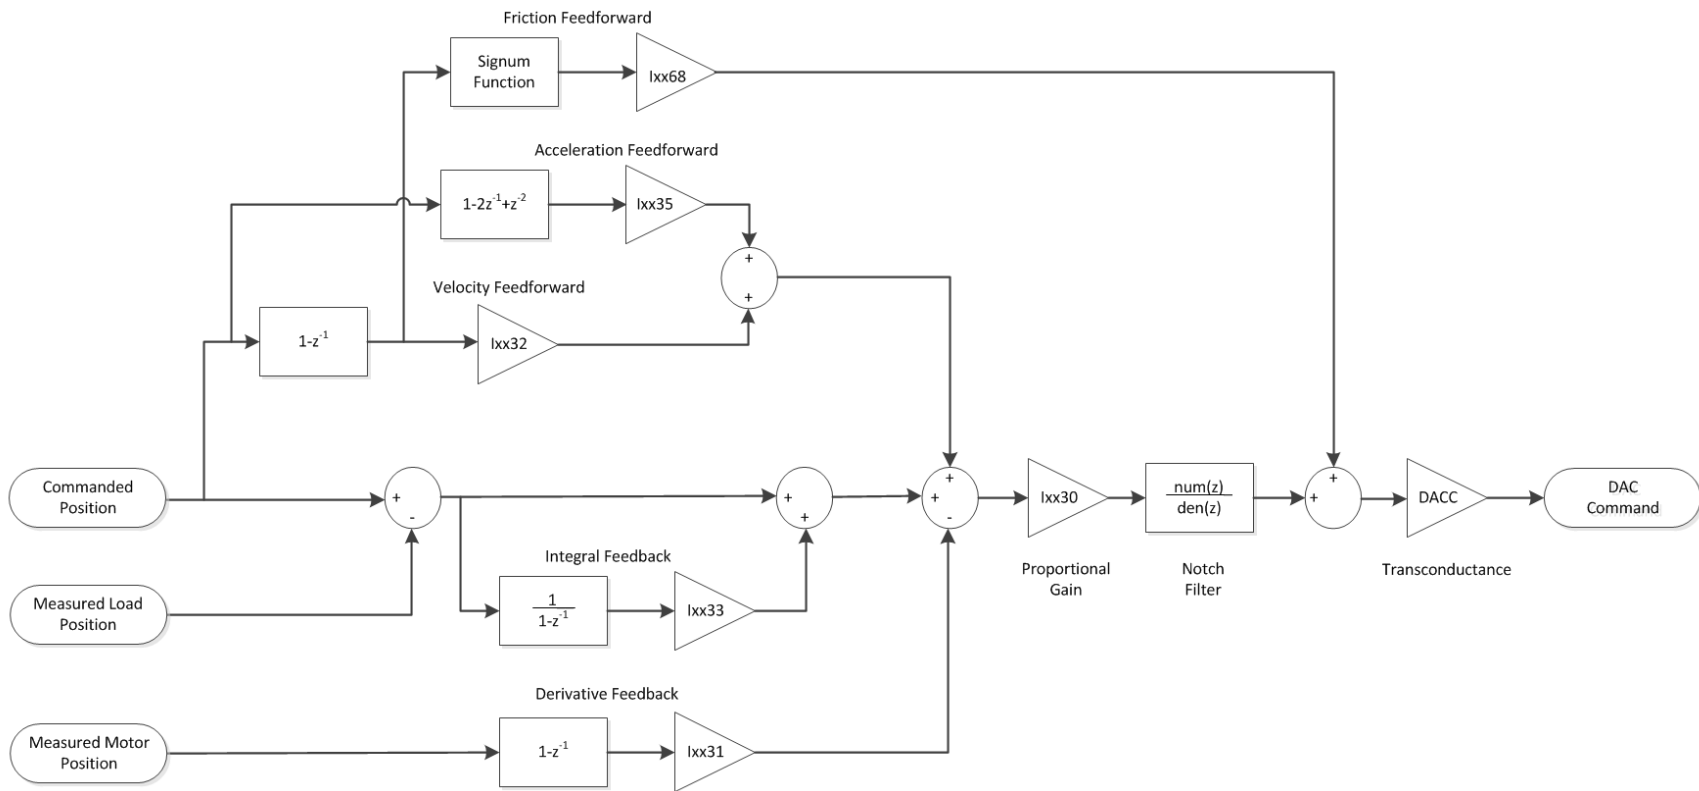 Friction Feedforward
Signum
Function
Ixx68
Acceleration Feedforward
1-2z⁻¹+z⁻²
Ixx35
+
+
Velocity Feedforward
1-z⁻¹
Ixx32
Commanded
Position
+
-
+
+
+
+
-
Ixx30
num(z)
den(z)
+
+
DACC
DAC
Command
Proportional
Gain
Notch
Filter
Transconductance
Measured Load
Position
Integral Feedback
1
1-z⁻¹
Ixx33
Derivative Feedback
Measured Motor
Position
1-z⁻¹
Ixx31